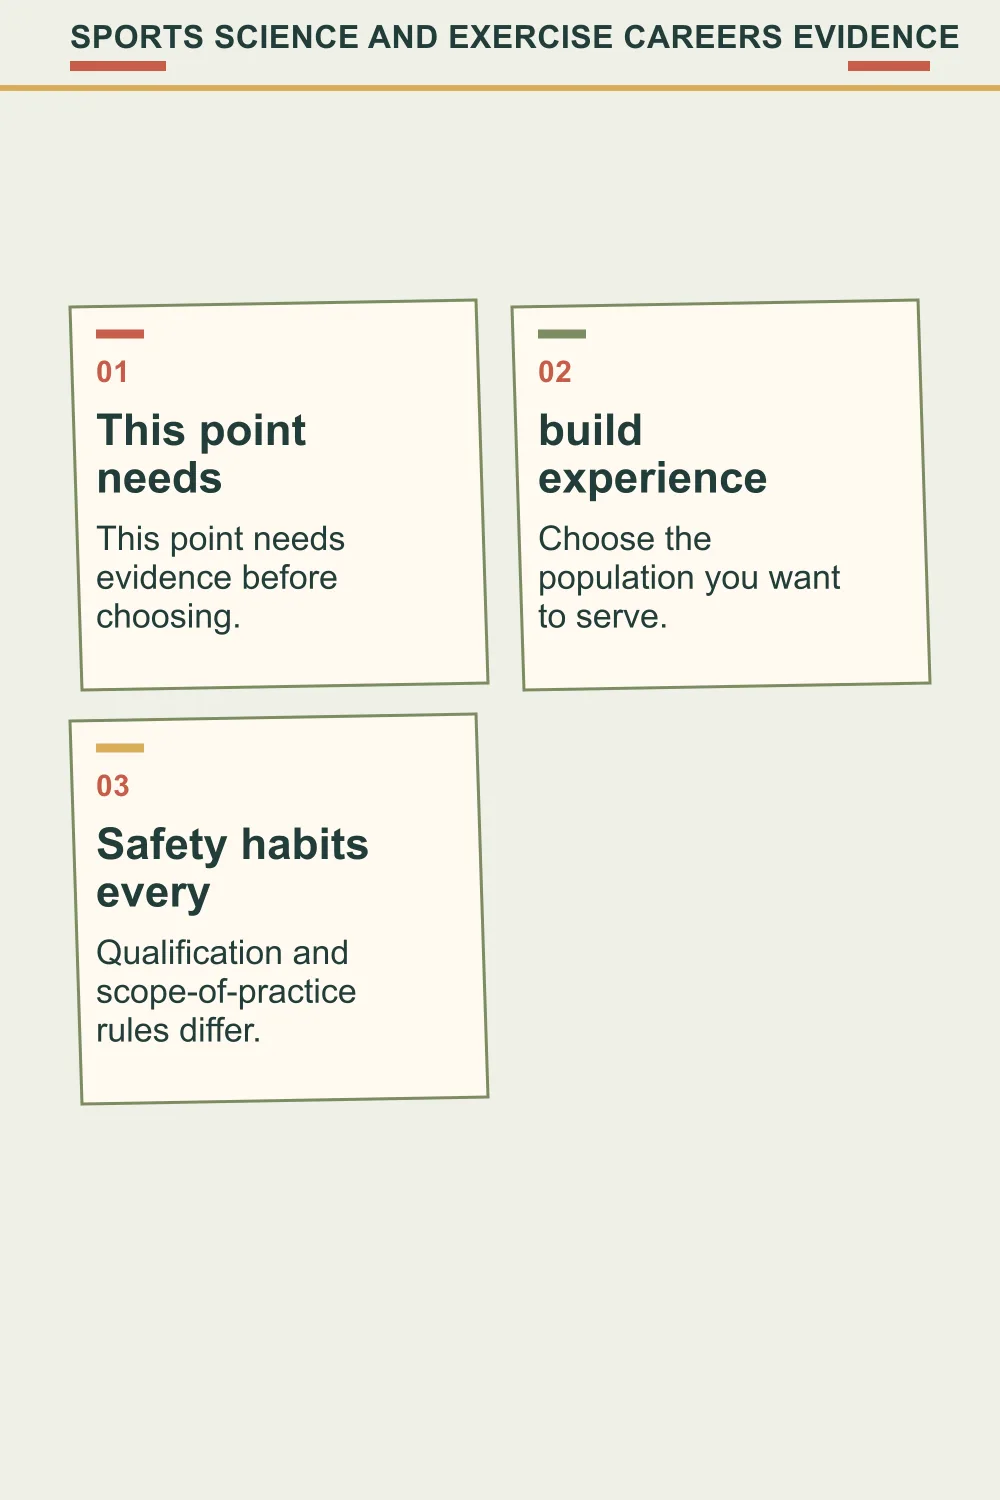 SPORTS SCIENCE AND EXERCISE CAREERS EVIDENCE
01
This point
needs
This point needs
evidence before
choosing.
02
build
experience
Choose the
population you want
to serve.
03
Safety habits
every
Qualification and
scope-of-practice
rules differ.